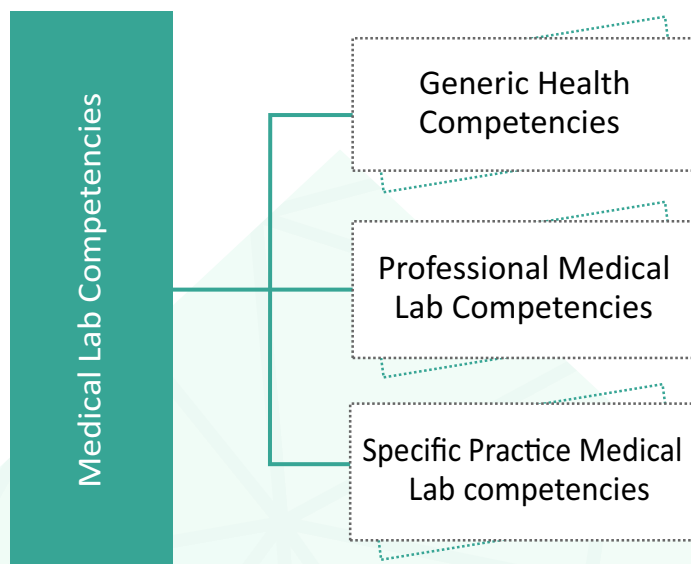 Medical Lab Competencies
Generic Health
Competencies
Professional Medical
Lab Competencies
Specific Practice Medical
Lab competencies